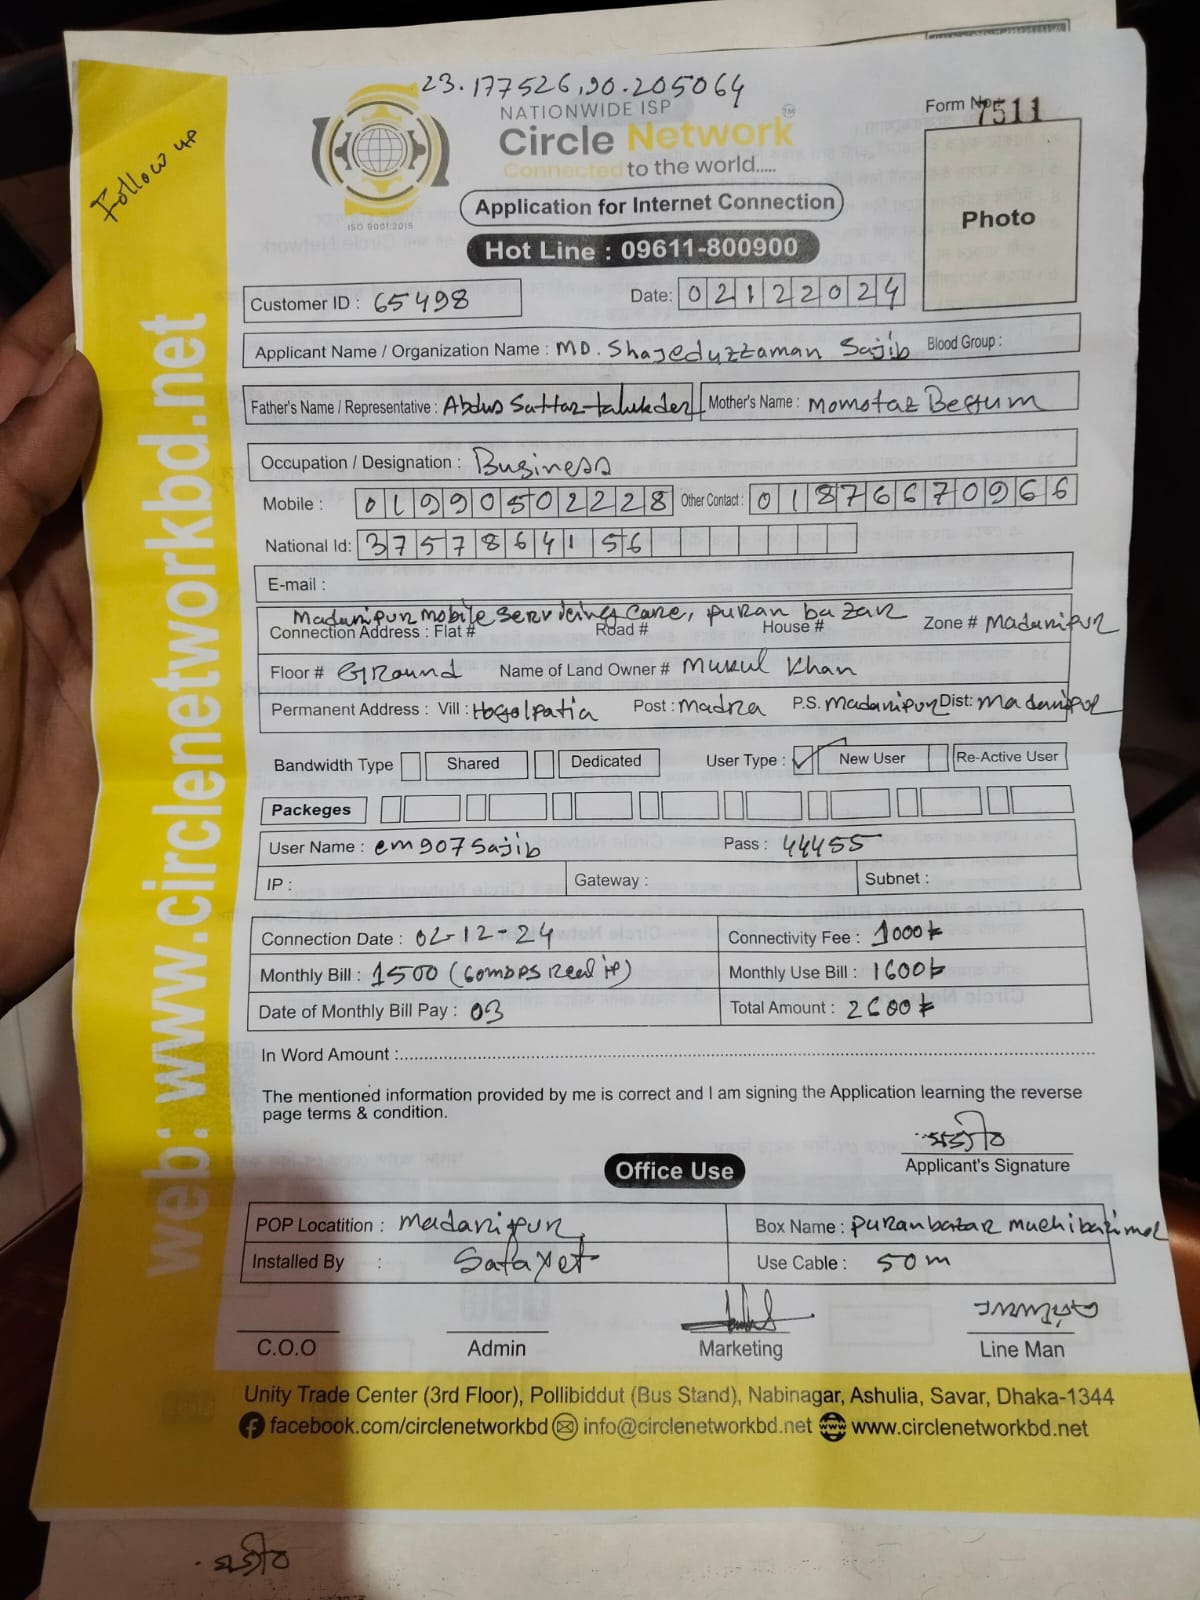 23.177526,90.205064
NATIONWIDE ISP
Form No. 7511
Circle Network TM
Connected to the world.....
Follow up
ISO 9001:2015
Application for Internet Connection
Photo
Hot Line : 09611-800900
Customer ID : 65498 Date: 02122024
Applicant Name / Organization Name : MD. Shajeduzzaman Sajib Blood Group :
Father's Name / Representative : Abdus Sattar talukder Mother's Name : Momotaz Begum
Occupation / Designation : Business
Mobile : 01990502228 Other Contact : 01876670966
National Id: 3757864156
E-mail :
Madaripur mobile servicing care, puran bazar
Connection Address : Flat # Road # House # Zone # Madaripur
Floor # Ground Name of Land Owner # Mukul Khan
Permanent Address : Vill : Hogolpatia Post : Madra P.S. Madaripur Dist: Madaripur
Bandwidth Type Shared Dedicated User Type : ✓ New User Re-Active User
Packeges
User Name : cm907sajib Pass : 44455
IP : Gateway : Subnet :
Connection Date : 02-12-24 Connectivity Fee : 1000৳
Monthly Bill : 1500 (60mbps Real ip) Monthly Use Bill : 1600৳
Date of Monthly Bill Pay : 03 Total Amount : 2600৳
In Word Amount :
The mentioned information provided by me is correct and I am signing the Application learning the reverse
page terms & condition.
Applicant's Signature
Office Use
POP Locatition : Madaripur Box Name : Puranbazar
Installed By : Safayet Use Cable : 50m
C.O.O Admin Marketing Line Man
Unity Trade Center (3rd Floor), Pollibiddut (Bus Stand), Nabinagar, Ashulia, Savar, Dhaka-1344
facebook.com/circlenetworkbd info@circlenetworkbd.net www www.circlenetworkbd.net
web: www.circlenetworkbd.net